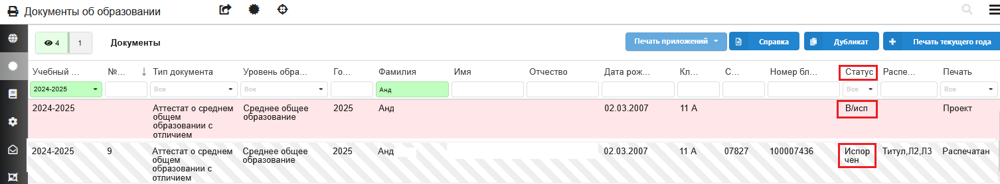 Документы об образовании
4 1 Документы Печать приложений Справка Дубликат Печать текущего года
Учебный ... №... Тип документа Уровень обра... Го... Фамилия Имя Отчество Дата рож... Кл... С... Номер бл... Статус Распе... Печать
2024-2025 Все Все Анд Все Все
2024-2025 Аттестат о среднем Среднее общее 2025 Анд 02.03.2007 11 А В/исп Проект
общем образование
образовании с
отличием
2024-2025 9 Аттестат о среднем Среднее общее 2025 Анд 02.03.2007 11 А 07827 100007436 Испор Титул,Л2,Л3 Распечатан
общем образование чен
образовании с
отличием